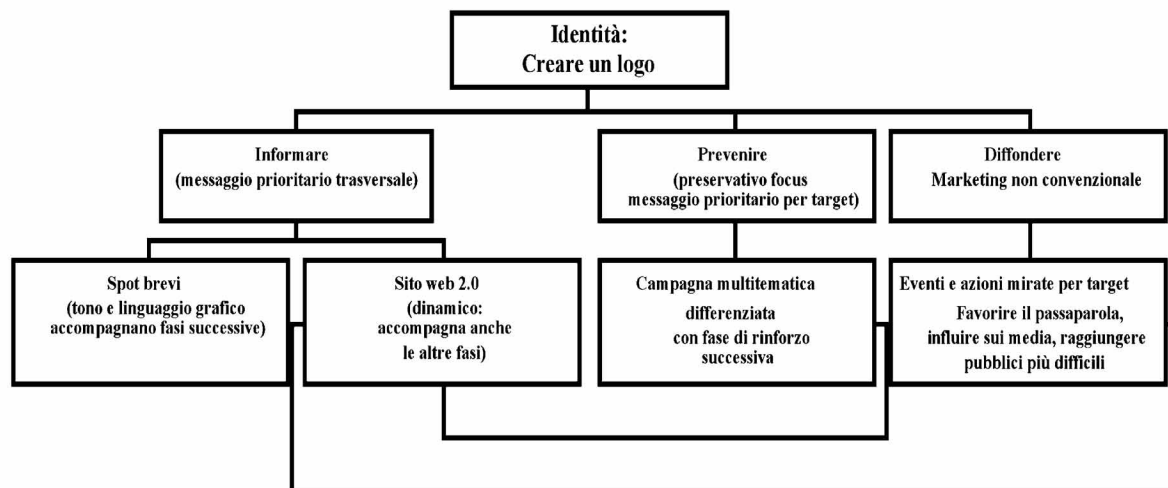 Identità:
Creare un logo
Informare
(messaggio prioritario trasversale)
Prevenire
(preservativo focus
messaggio prioritario per target)
Diffondere
Marketing non convenzionale
Spot brevi
(tono e linguaggio grafico
accompagnano fasi successive)
Sito web 2.0
(dinamico:
accompagna anche
le altre fasi)
Campagna multitematica
differenziata
con fase di rinforzo
successiva
Eventi e azioni mirate per target
Favorire il passaparola,
influire sui media, raggiungere
pubblici più difficili